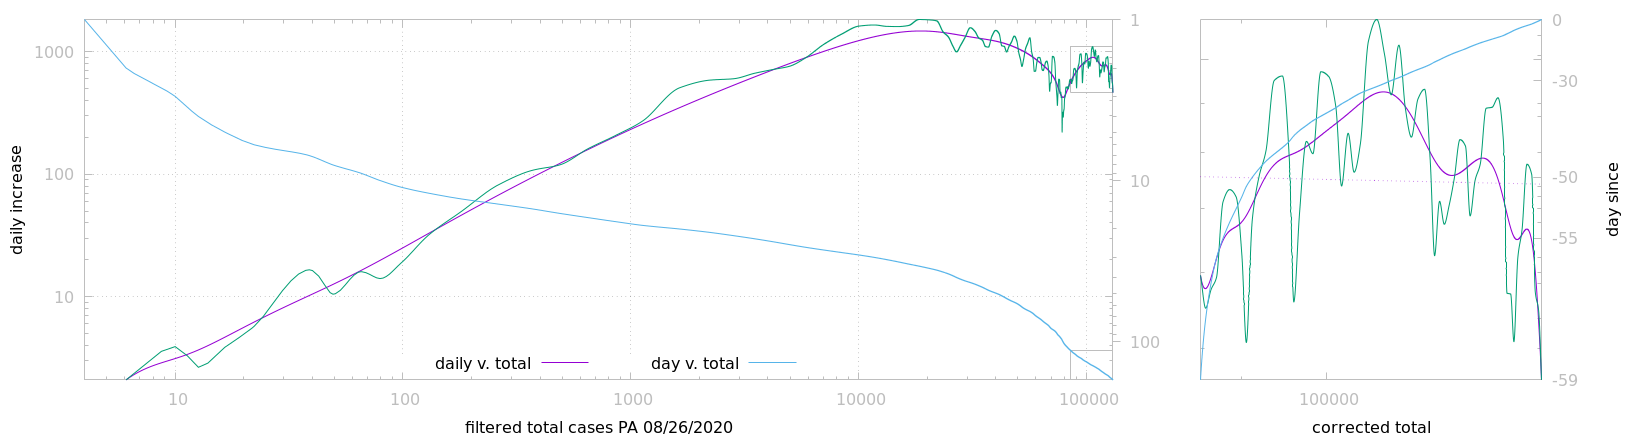 1000
100
10
daily increase
10
100
1000
10000
100000
filtered total cases PA 08/26/2020
daily v. total
day v. total
1
10
100
0
-30
-50
-55
-59
day since
100000
corrected total